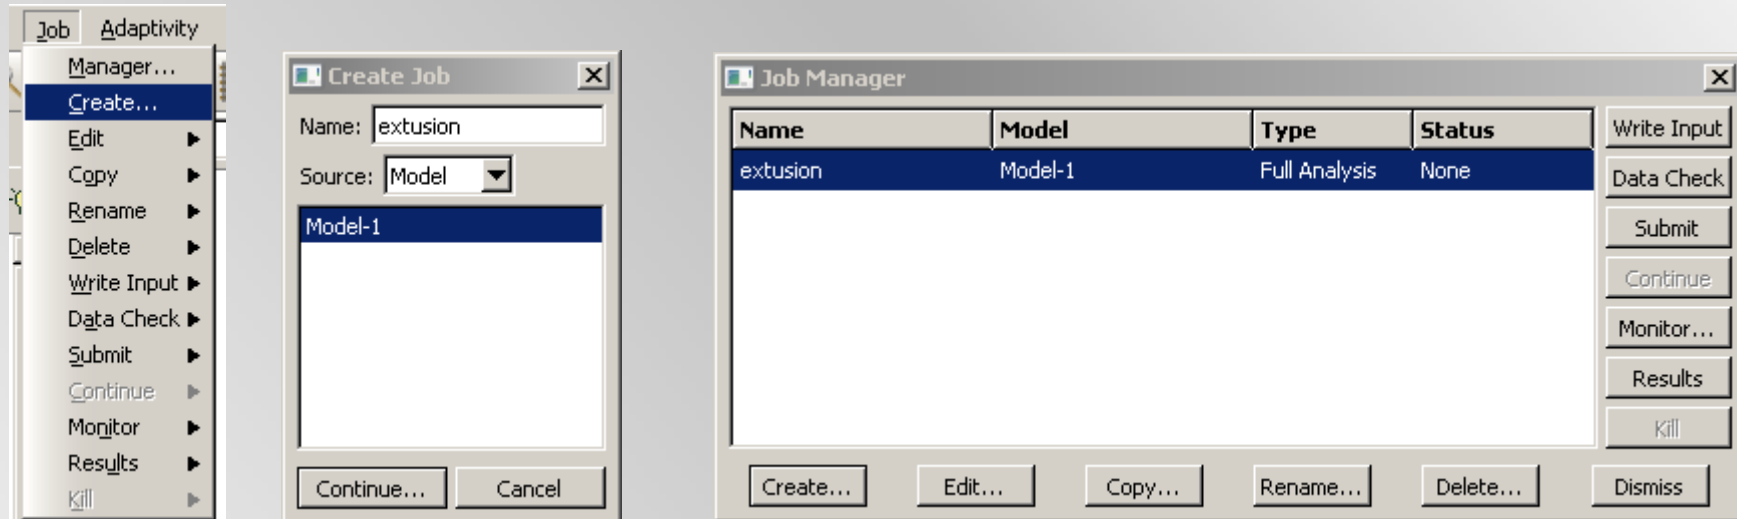 Job Adaptivity
Manager...
Create...
Edit
Copy
Rename
Delete
Write Input
Data Check
Submit
Continue
Monitor
Results
Kill
Create Job
Name: extusion
Source: Model
Model-1
Continue... Cancel
Job Manager
Name Model Type Status
extusion Model-1 Full Analysis None
Write Input
Data Check
Submit
Continue
Monitor...
Results
Kill
Create... Edit... Copy... Rename... Delete... Dismiss